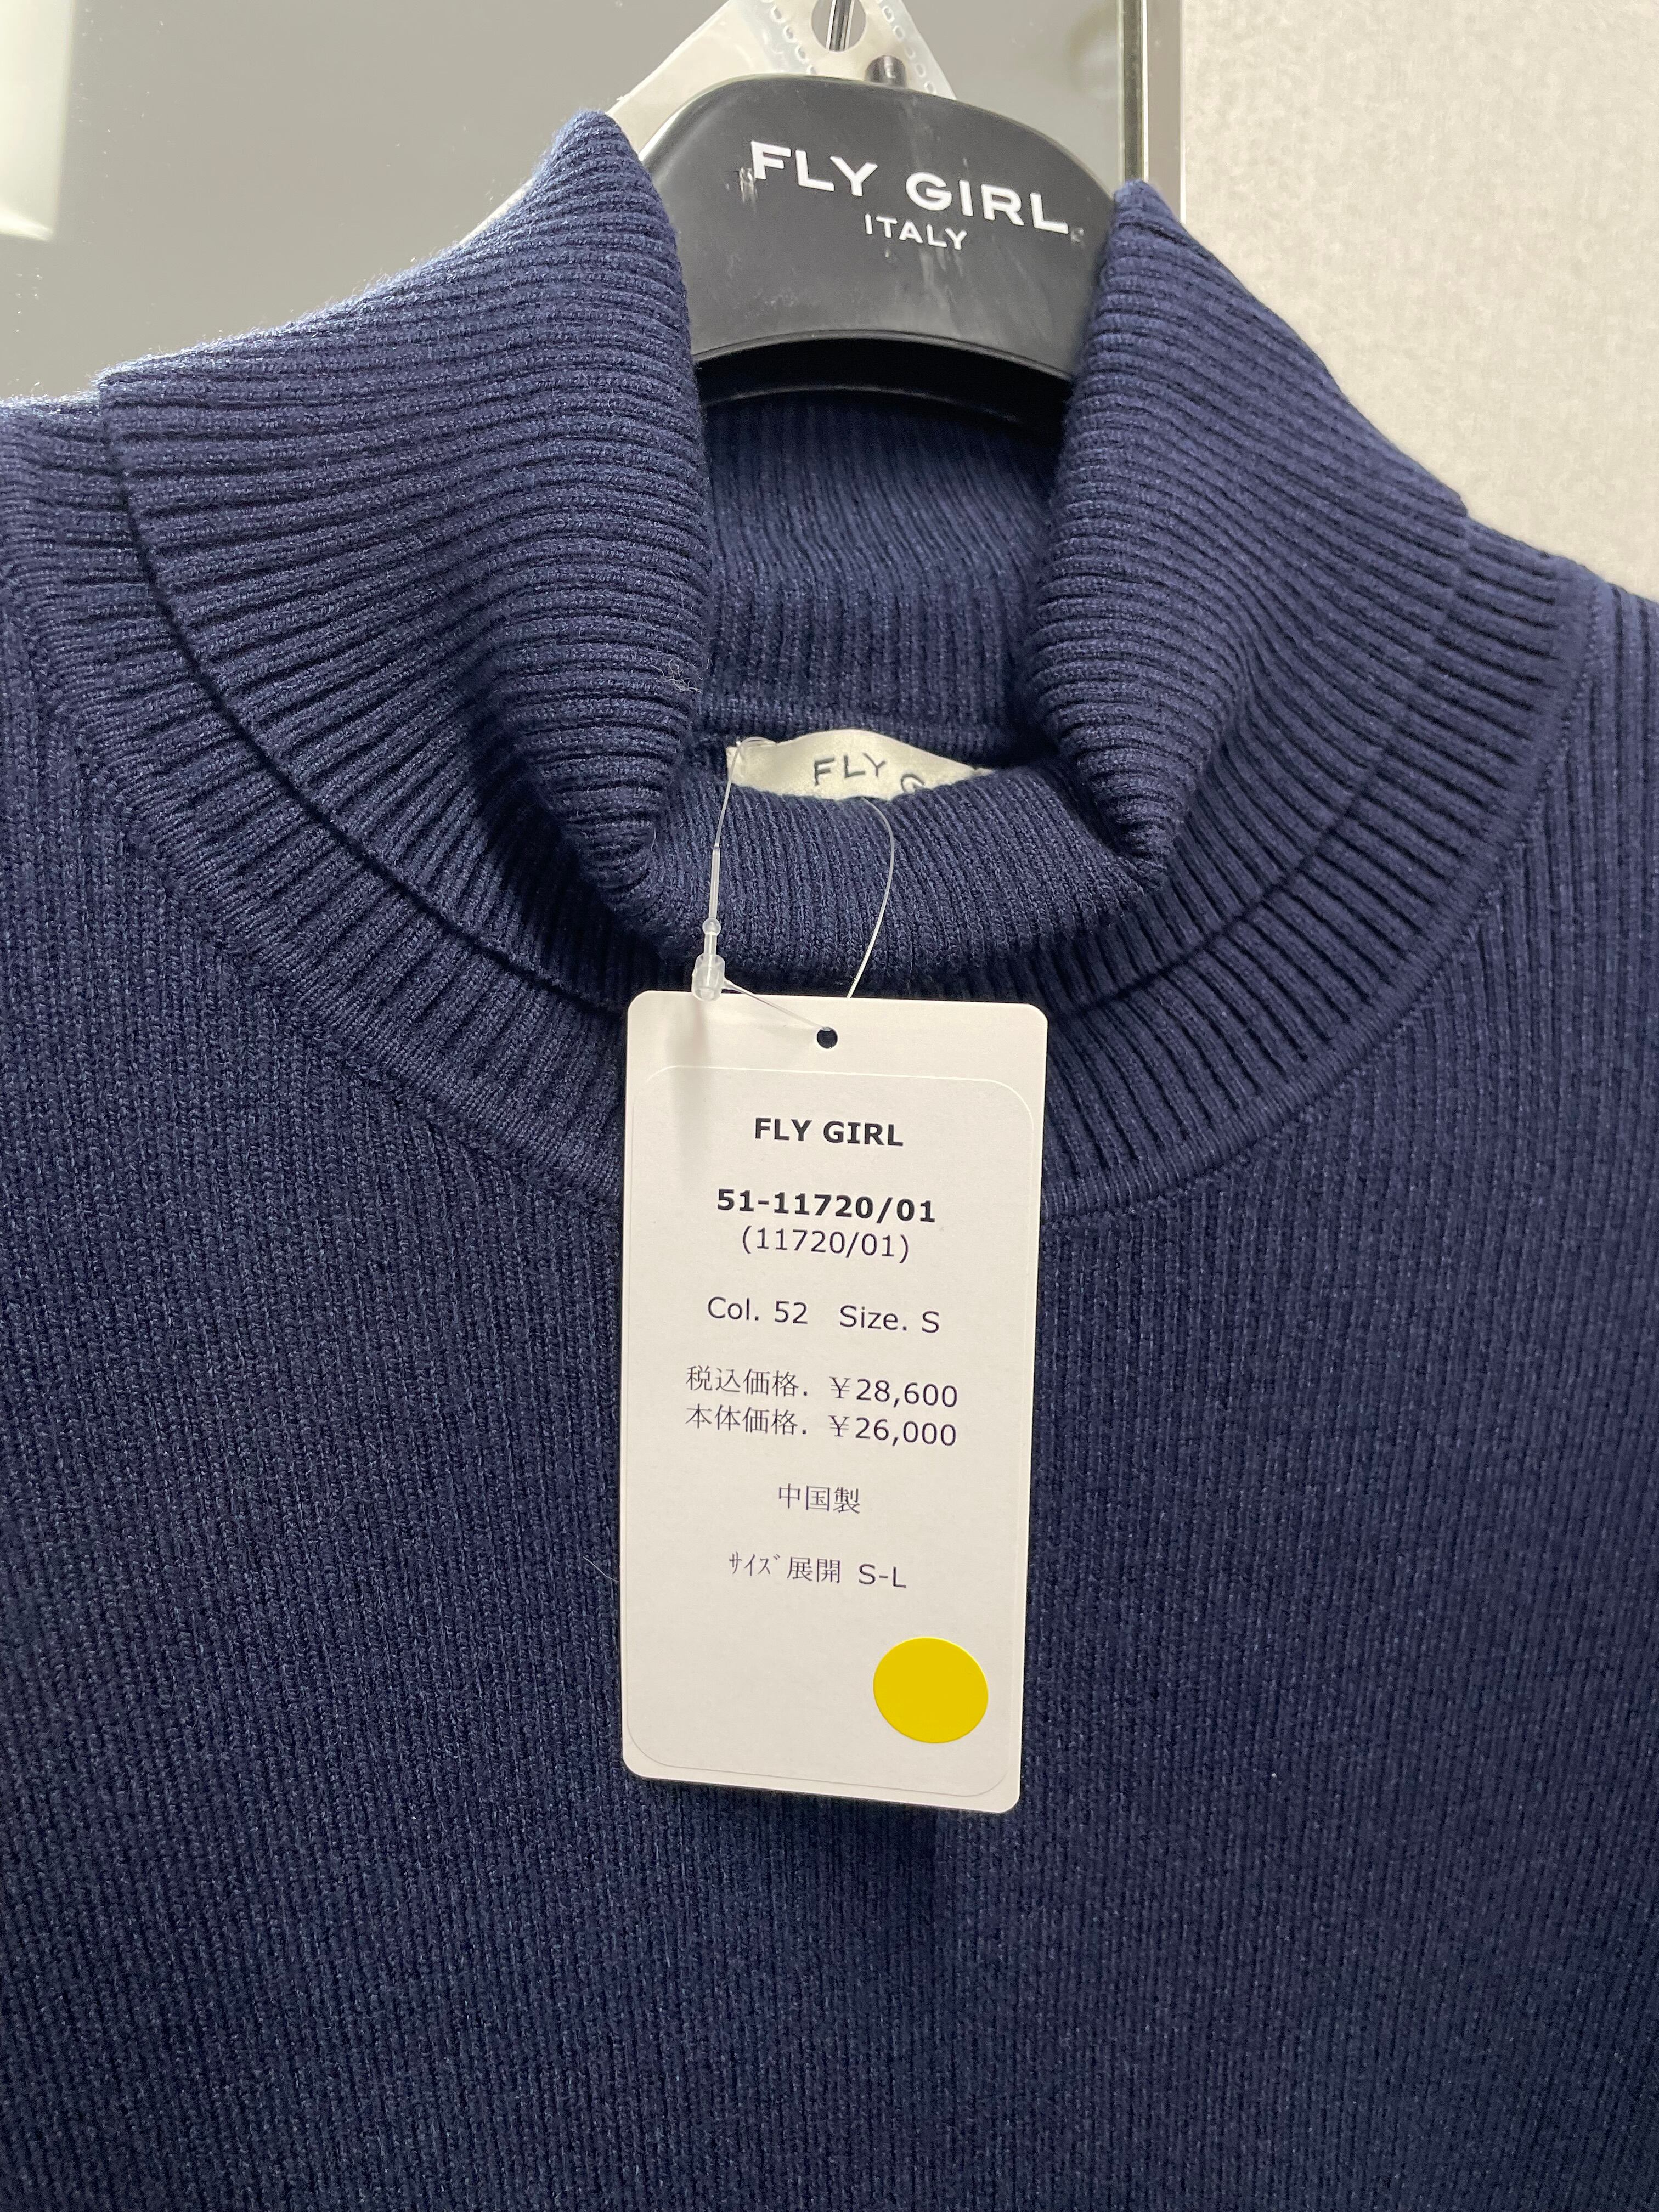 FLY GIRL
ITALY
FLY G
FLY GIRL
51-11720/01
(11720/01)
Col. 52 Size. S
税込価格. ￥28,600
本体価格. ￥26,000
中国製
ｻｲｽﾞ展開 S-L